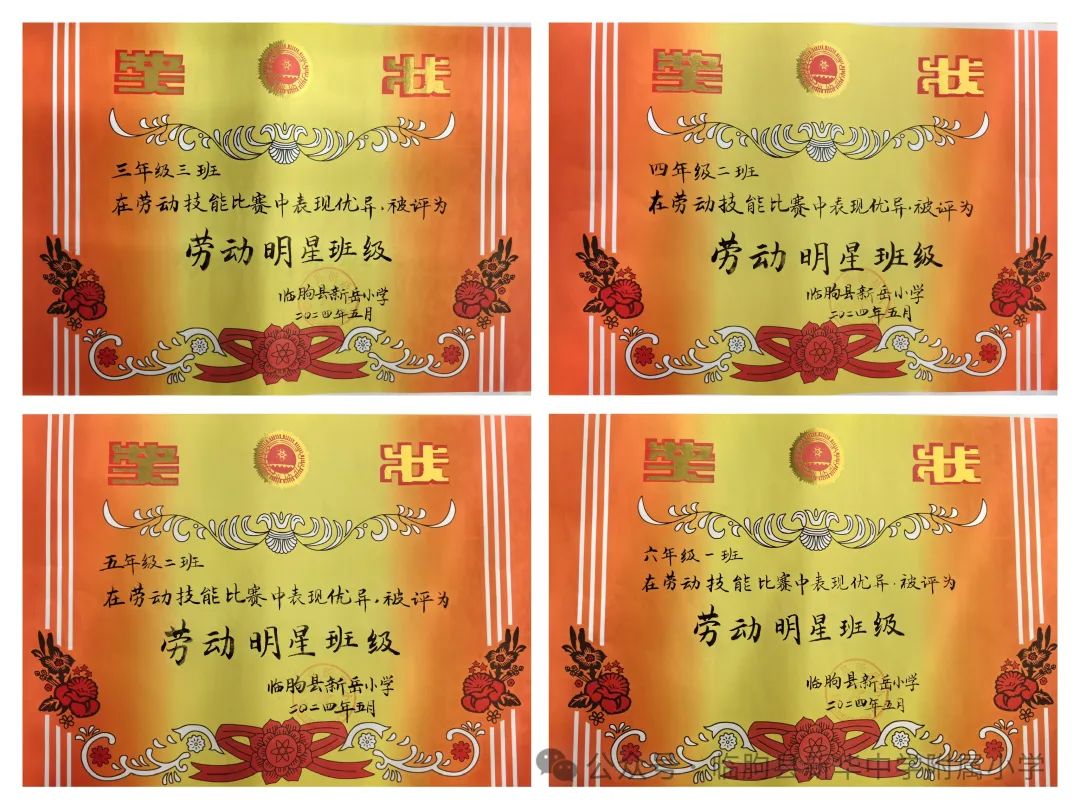 奖状
三年级三班
在劳动技能比赛中表现优异,被评为
劳动明星班级
临朐县新岳小学
二〇二四年五月
奖状
四年级二班
在劳动技能比赛中表现优异,被评为
劳动明星班级
临朐县新岳小学
二〇二四年五月
奖状
五年级二班
在劳动技能比赛中表现优异,被评为
劳动明星班级
临朐县新岳小学
二〇二四年五月
奖状
六年级一班
在劳动技能比赛中表现优异,被评为
劳动明星班级
临朐县新岳小学
二〇二四年五月
公众号·临朐县新华中学附属小学